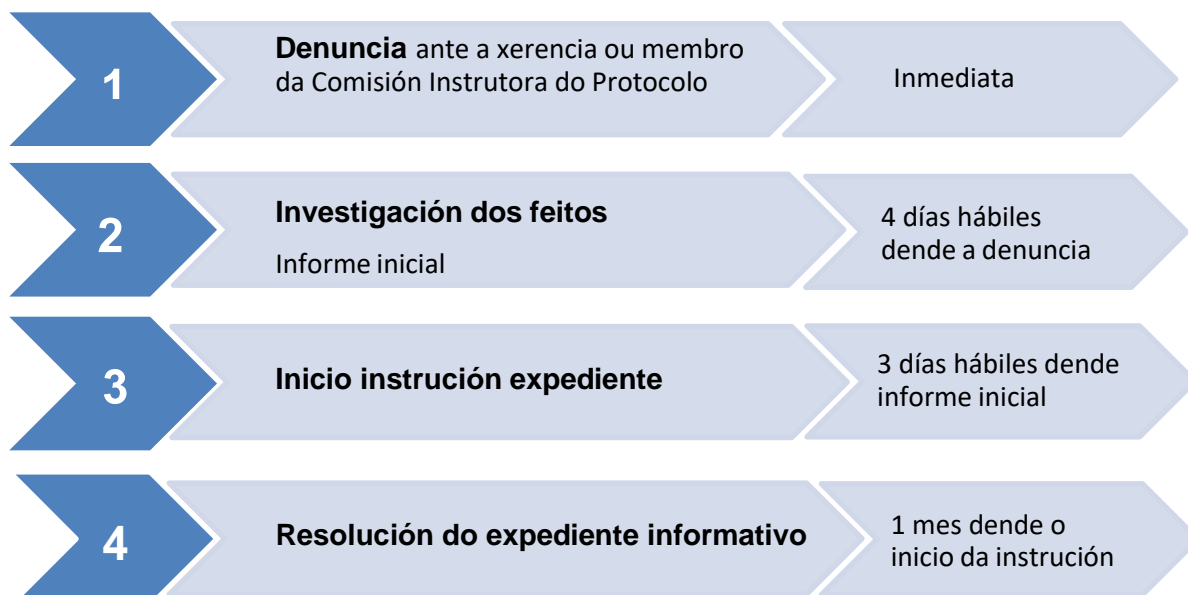 1
Denuncia ante a xerencia ou membro
da Comisión Instrutora do Protocolo
Inmediata
2
Investigación dos feitos
Informe inicial
4 días hábiles
dende a denuncia
3
Inicio instrución expediente
3 días hábiles dende
informe inicial
4
Resolución do expediente informativo
1 mes dende o
inicio da instrución